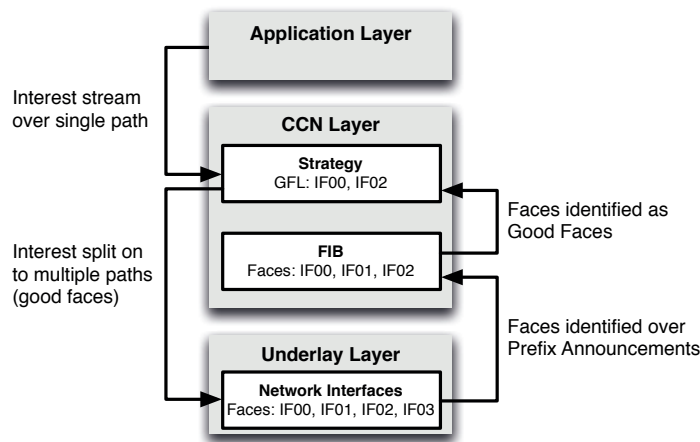 Application Layer
Interest stream
over single path
CCN Layer
Strategy
GFL: IF00, IF02
Faces identified as
Good Faces
Interest split on
to multiple paths
(good faces)
FIB
Faces: IF00, IF01, IF02
Faces identified over
Prefix Announcements
Underlay Layer
Network Interfaces
Faces: IF00, IF01, IF02, IF03